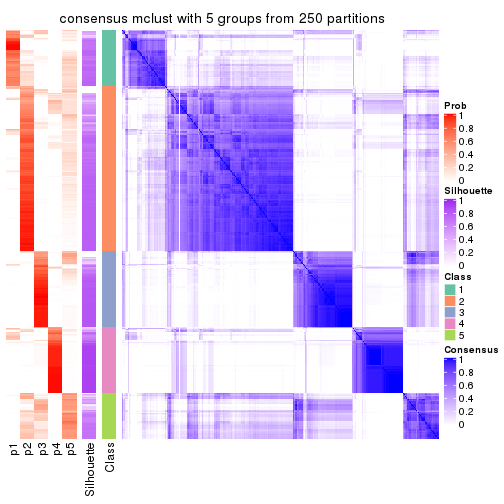 consensus mclust with 5 groups from 250 partitions
Prob
1
0.8
0.6
0.4
0.2
0
Silhouette
1
0.8
0.6
0.4
0.2
0
Class
1
2
3
4
5
Consensus
1
0.8
0.6
0.4
0.2
0
p1
p2
p3
p4
p5
Silhouette
Class